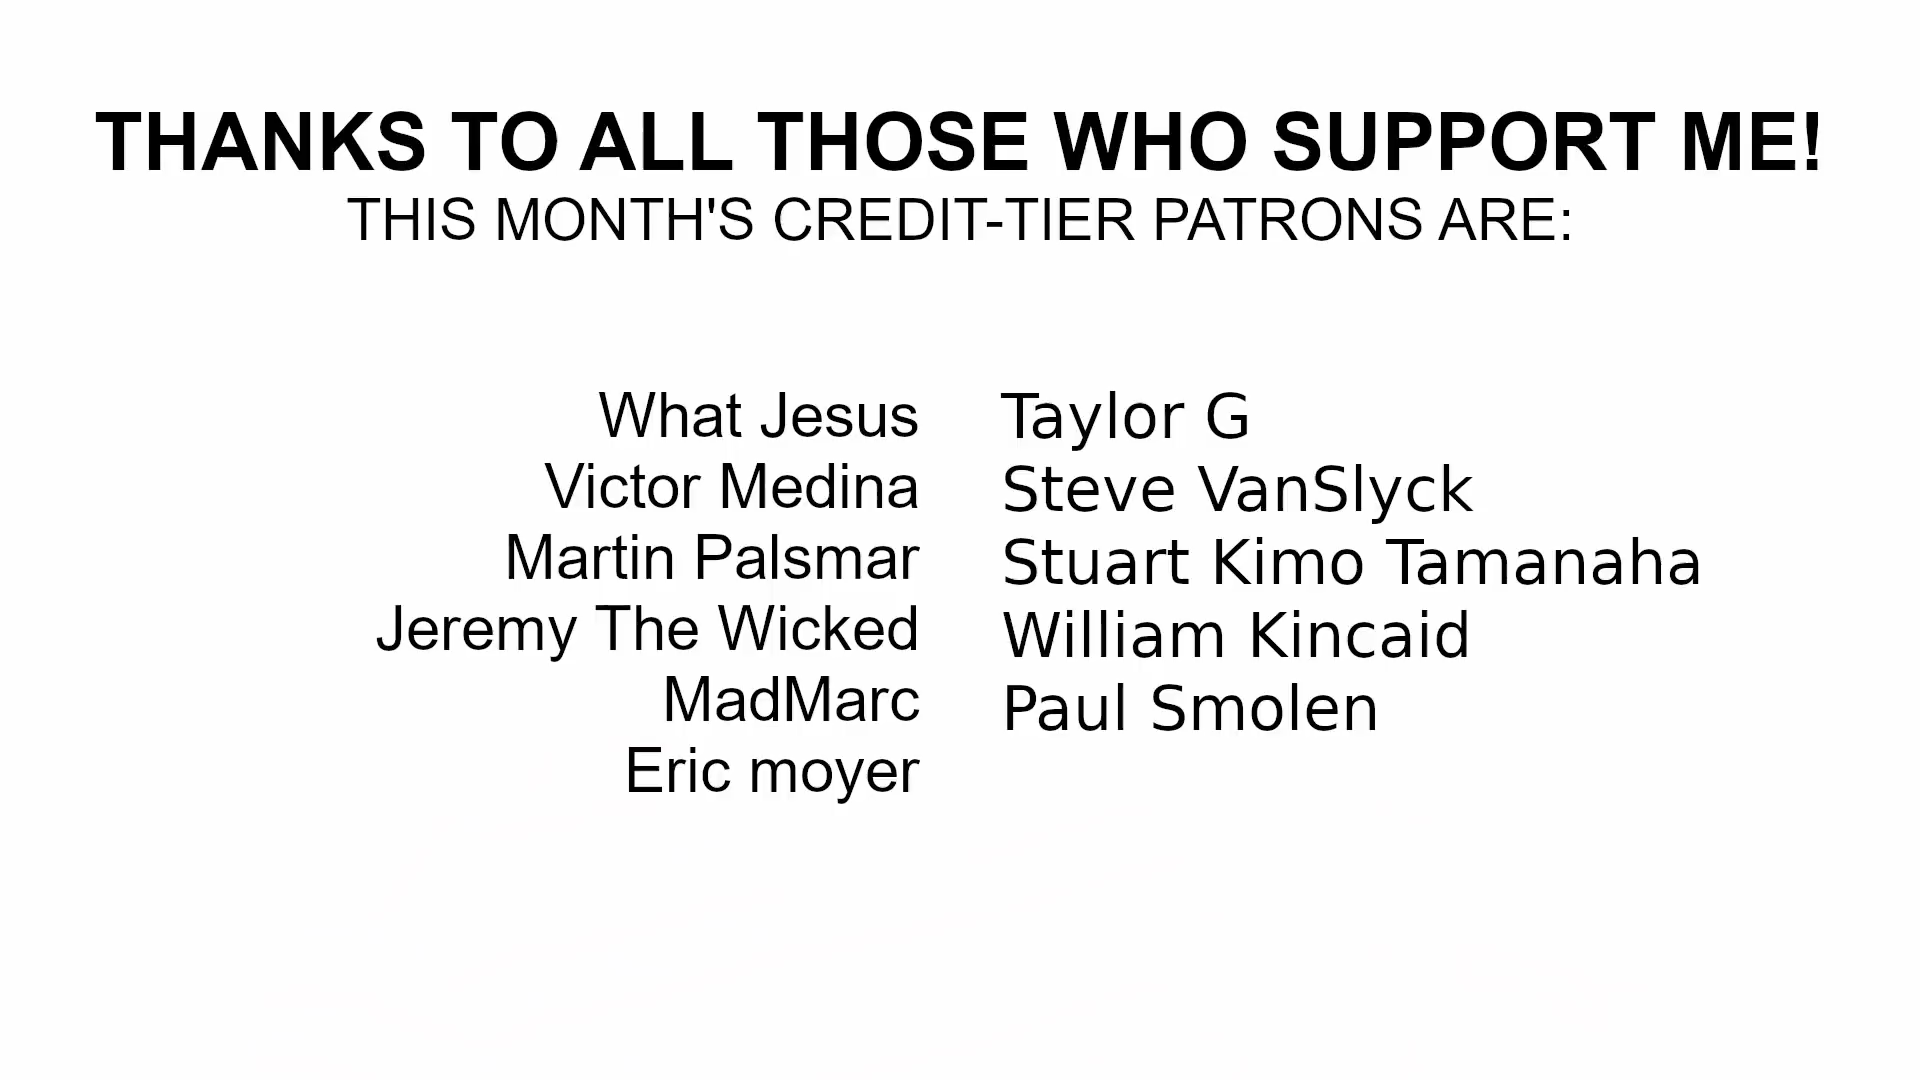 THANKS TO ALL THOSE WHO SUPPORT ME!
THIS MONTH'S CREDIT-TIER PATRONS ARE:
What Jesus
Victor Medina
Martin Palsmar
Jeremy The Wicked
MadMarc
Eric moyer
Taylor G
Steve VanSlyck
Stuart Kimo Tamanaha
William Kincaid
Paul Smolen